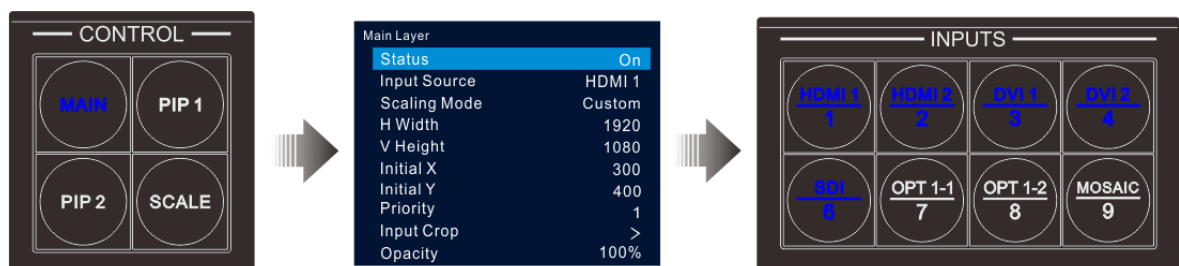 CONTROL
MAIN PIP 1
PIP 2 SCALE
Main Layer
Status On
Input Source HDMI 1
Scaling Mode Custom
H Width 1920
V Height 1080
Initial X 300
Initial Y 400
Priority 1
Input Crop >
Opacity 100%
INPUTS
HDMI 1 HDMI 2 DVI 1 DVI 2
1 2 3 4
SDI OPT 1-1 OPT 1-2 MOSAIC
6 7 8 9